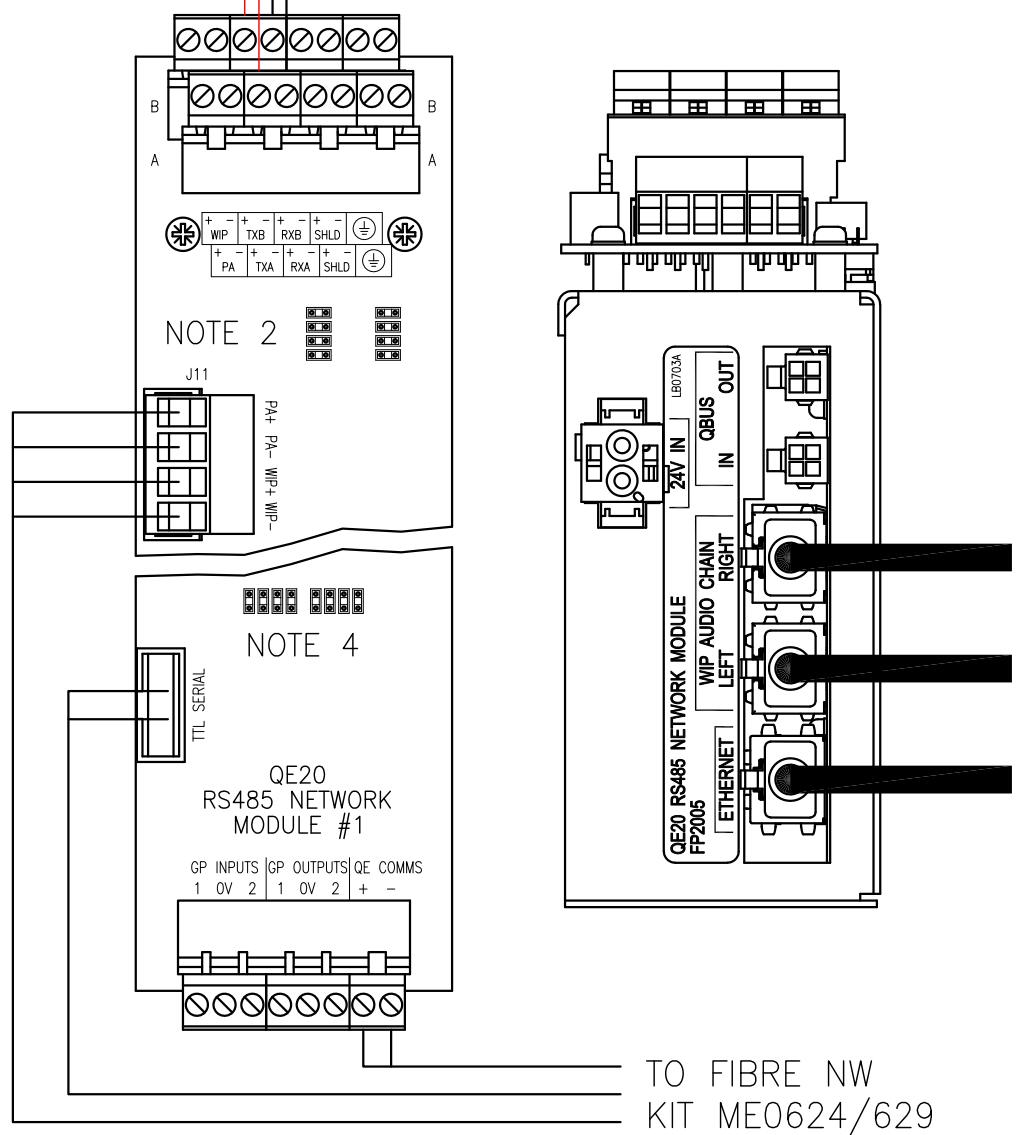 B B
A A
+ - + - + - + -
WIP TXB RXB SHLD
+ - + - + - + -
PA TXA RXA SHLD
NOTE 2
J11
PA+ PA- WIP+ WIP-
NOTE 4
TTL SERIAL
QE20
RS485 NETWORK
MODULE #1
GP INPUTS GP OUTPUTS QE COMMS
1 0V 2 1 0V 2 + -
LB0703A
24V IN
QBUS
IN OUT
WIP AUDIO CHAIN
LEFT RIGHT
ETHERNET
QE20 RS485 NETWORK MODULE
FP2005
TO FIBRE NW
KIT ME0624/629